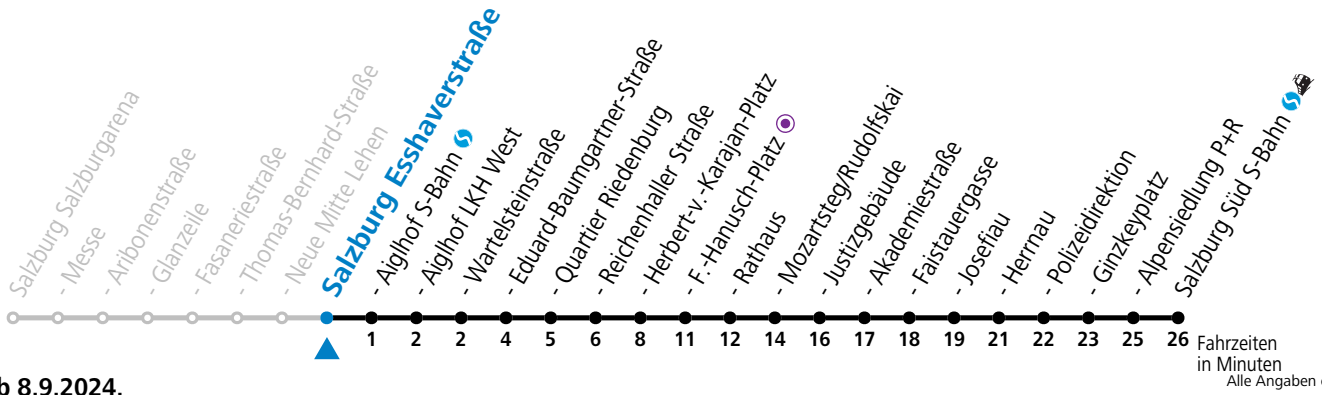 Salzburg Salzburgarena
- Messe
- Aribonenstraße
- Glanzeile
- Fasaneriestraße
- Thomas-Bernhard-Straße
- Neue Mitte Lehen
Salzburg Esshaverstraße
- Aiglhof S-Bahn
- Aiglhof LKH West
- Wartelsteinstraße
- Eduard-Baumgartner-Straße
- Quartier Riedenburg
- Reichenhaller Straße
- Herbert-v.-Karajan-Platz
- F.-Hanusch-Platz
- Rathaus
- Mozartsteg/Rudolfskai
- Justizgebäude
- Akademiestraße
- Faistauergasse
- Josefiau
- Herrnau
- Polizeidirektion
- Ginzkeyplatz
- Alpensiedlung P+R
Salzburg Süd S-Bahn
1 2 2 4 5 6 8 11 12 14 16 17 18 19 21 22 23 25 26
Fahrzeiten
in Minuten
Alle Angaben
b 8.9.2024.